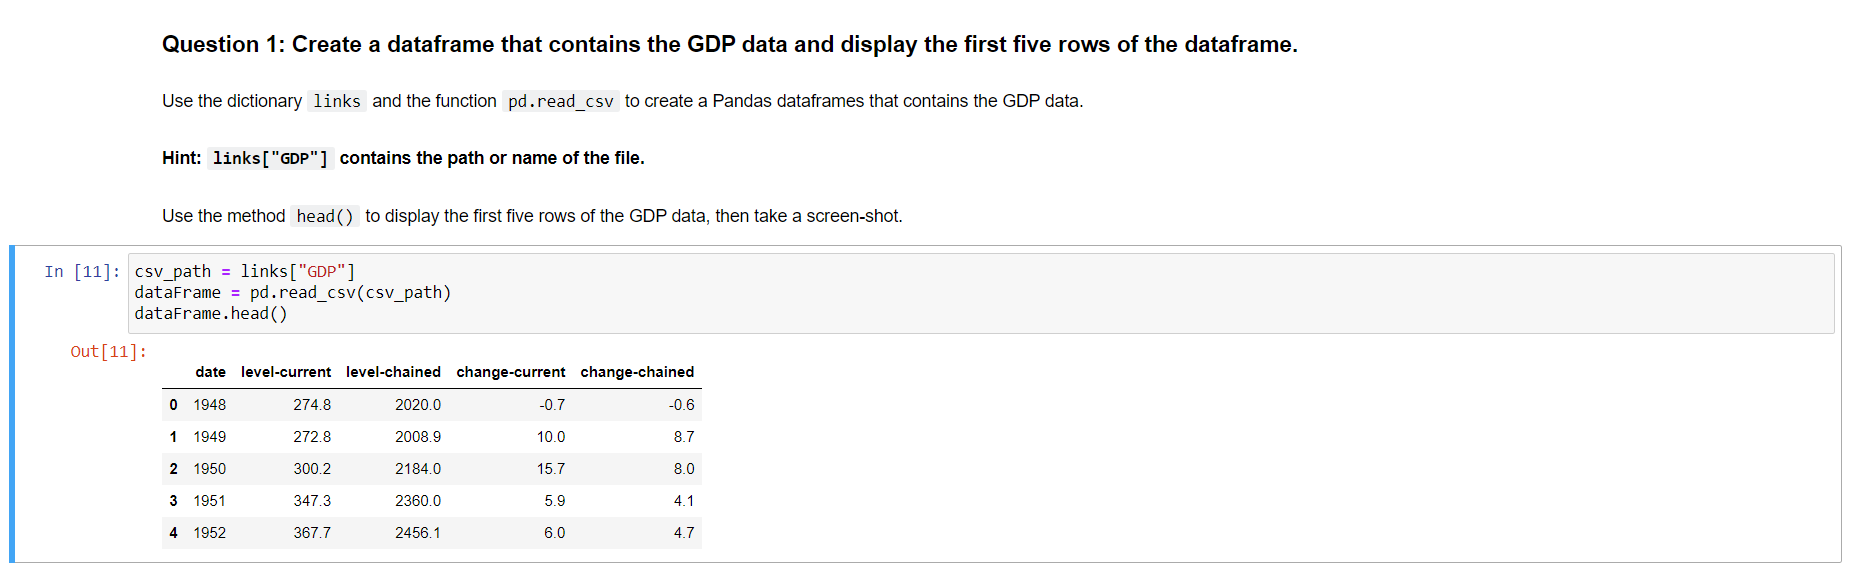 Question 1: Create a dataframe that contains the GDP data and display the first five rows of the dataframe.
Use the dictionary links and the function pd.read_csv to create a Pandas dataframes that contains the GDP data.
Hint: links["GDP"] contains the path or name of the file.
Use the method head() to display the first five rows of the GDP data, then take a screen-shot.
In [11]: csv_path = links["GDP"]
dataFrame = pd.read_csv(csv_path)
dataFrame.head()
Out[11]:
date level-current level-chained change-current change-chained
0 1948 274.8 2020.0 -0.7 -0.6
1 1949 272.8 2008.9 10.0 8.7
2 1950 300.2 2184.0 15.7 8.0
3 1951 347.3 2360.0 5.9 4.1
4 1952 367.7 2456.1 6.0 4.7